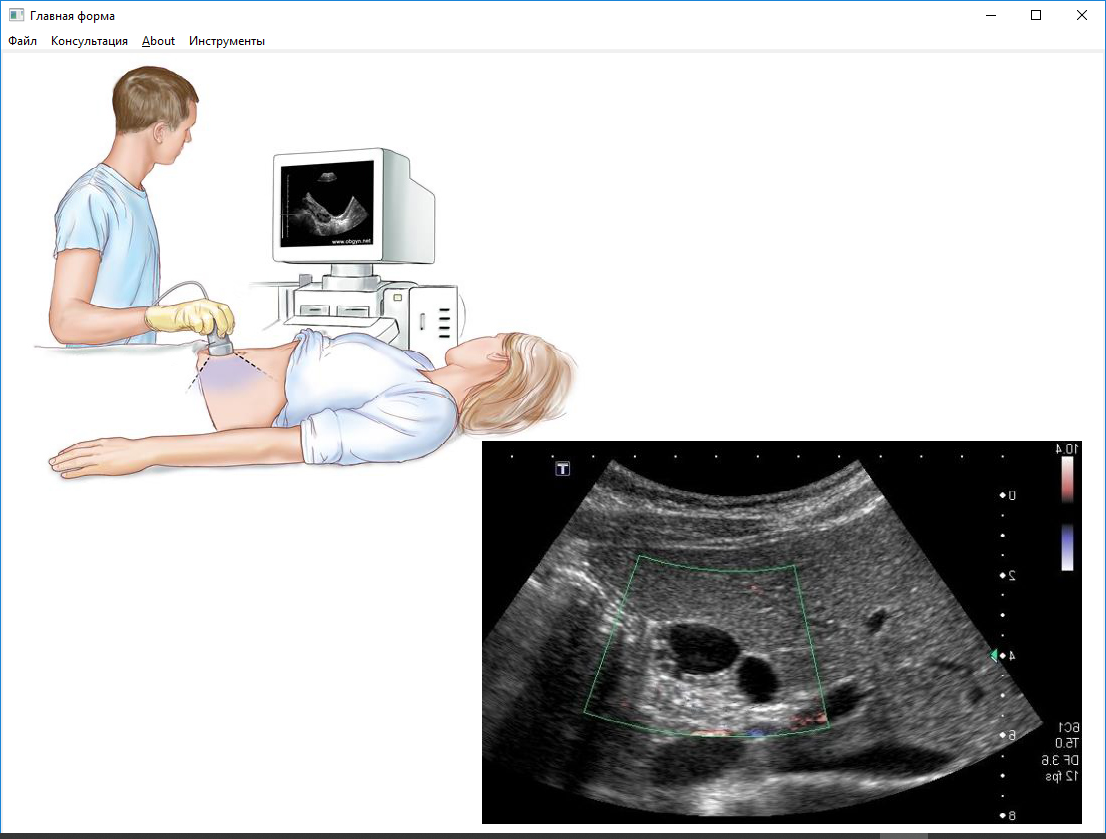 Главная форма
Файл Консультация About Инструменты
www.obgyn.net
T
10.4
0
2
4
6C1
6
T5.0
DF 3.6
12 fps
8